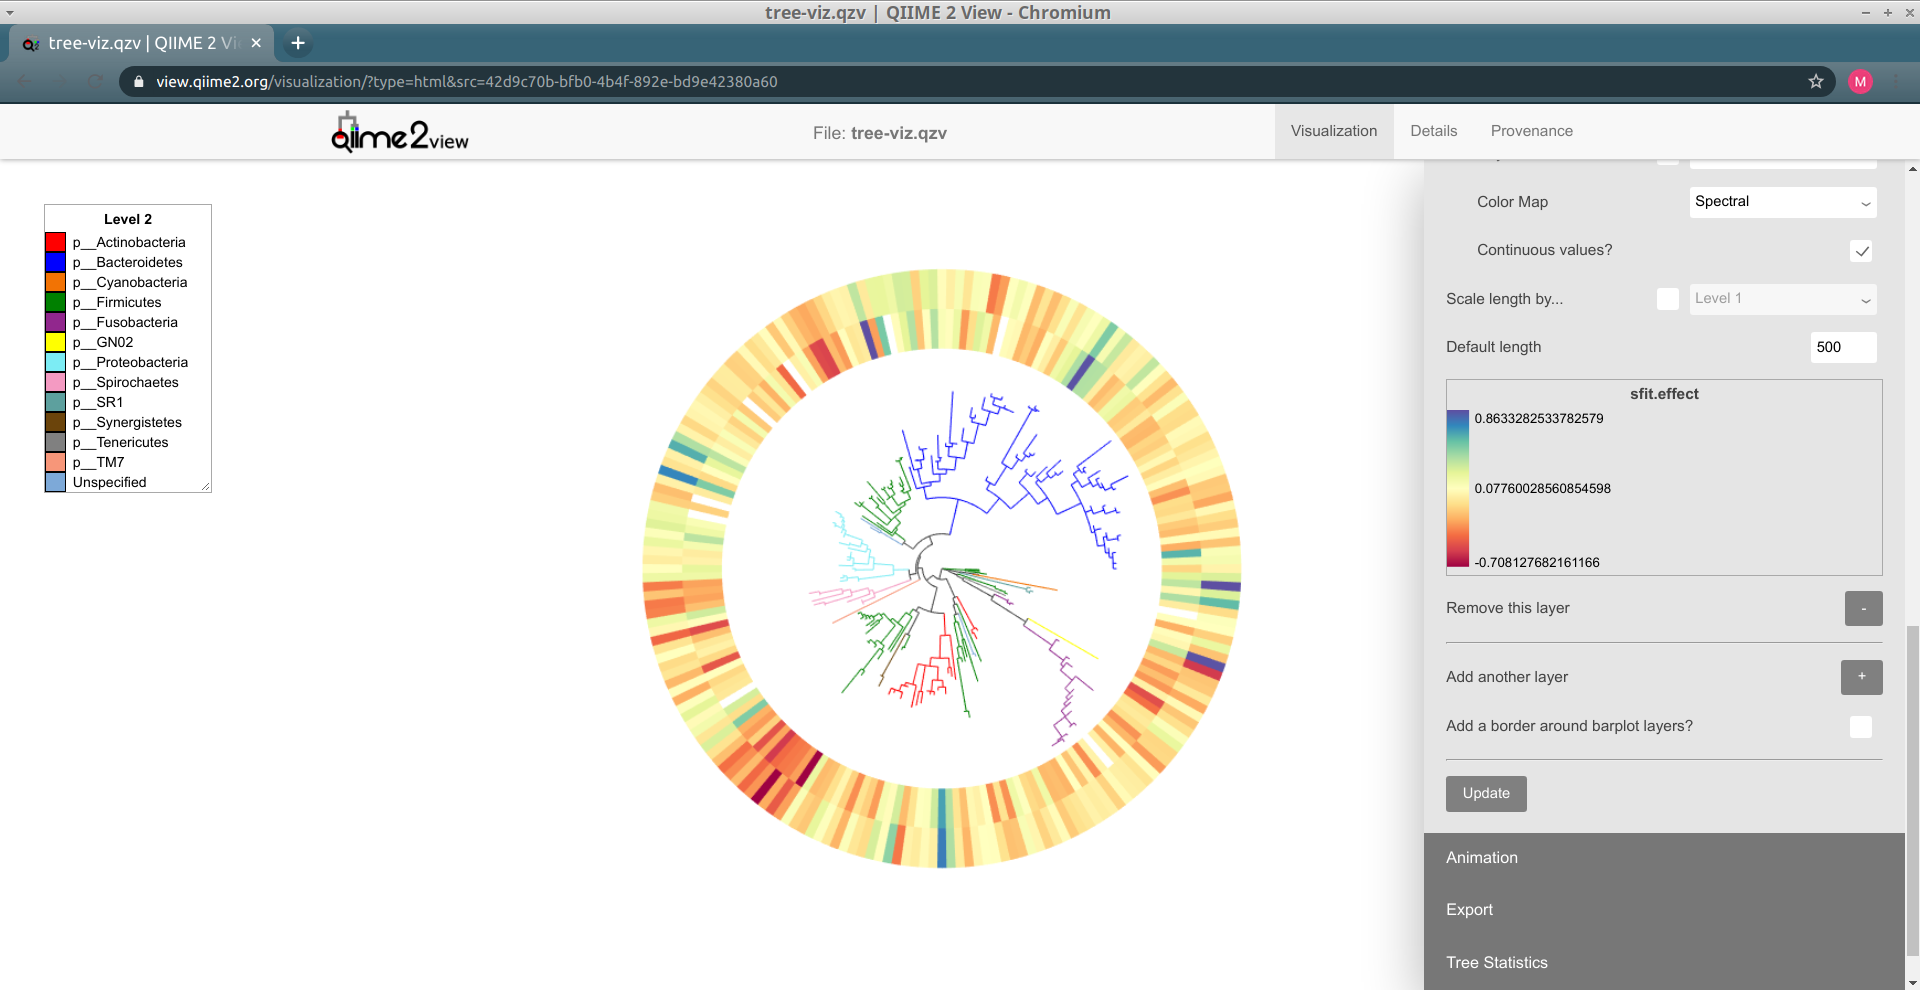 tree-viz.qzv | QIIME 2 View - Chromium
tree-viz.qzv | QIIME 2 Vi
view.qiime2.org/visualization/?type=html&src=42d9c70b-bfb0-4b4f-892e-bd9e42380a60
M
qiime2view
File: tree-viz.qzv
Visualization
Details
Provenance
Level 2
p__Actinobacteria
p__Bacteroidetes
p__Cyanobacteria
p__Firmicutes
p__Fusobacteria
p__GN02
p__Proteobacteria
p__Spirochaetes
p__SR1
p__Synergistetes
p__Tenericutes
p__TM7
Unspecified
Color Map
Spectral
Continuous values?
Scale length by...
Level 1
Default length
500
sfit.effect
0.8633282533782579
0.07760028560854598
-0.708127682161166
Remove this layer
-
Add another layer
+
Add a border around barplot layers?
Update
Animation
Export
Tree Statistics